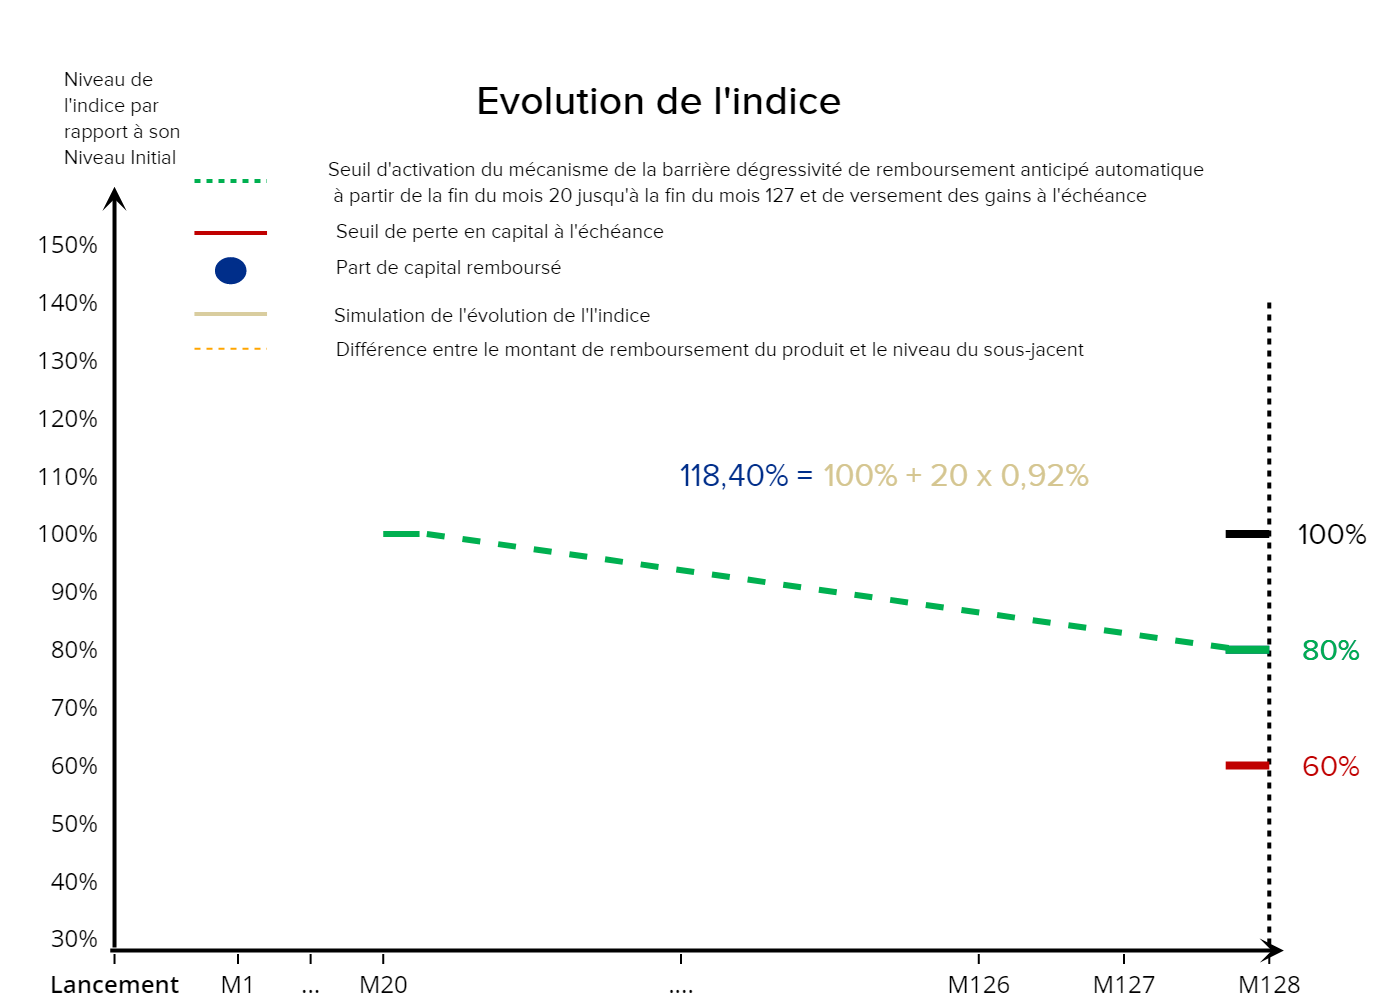 Niveau de
l'indice par
rapport à son
Niveau Initial
Evolution de l'indice
Seuil d'activation du mécanisme de la barrière dégressivité de remboursement anticipé automatique
à partir de la fin du mois 20 jusqu'à la fin du mois 127 et de versement des gains à l'échéance
Seuil de perte en capital à l'échéance
Part de capital remboursé
Simulation de l'évolution de l'l'indice
Différence entre le montant de remboursement du produit et le niveau du sous-jacent
150%
140%
130%
120%
110%
100%
90%
80%
70%
60%
50%
40%
30%
118,40% = 100% + 20 x 0,92%
100%
80%
60%
Lancement M1 ... M20 .... M126 M127 M128